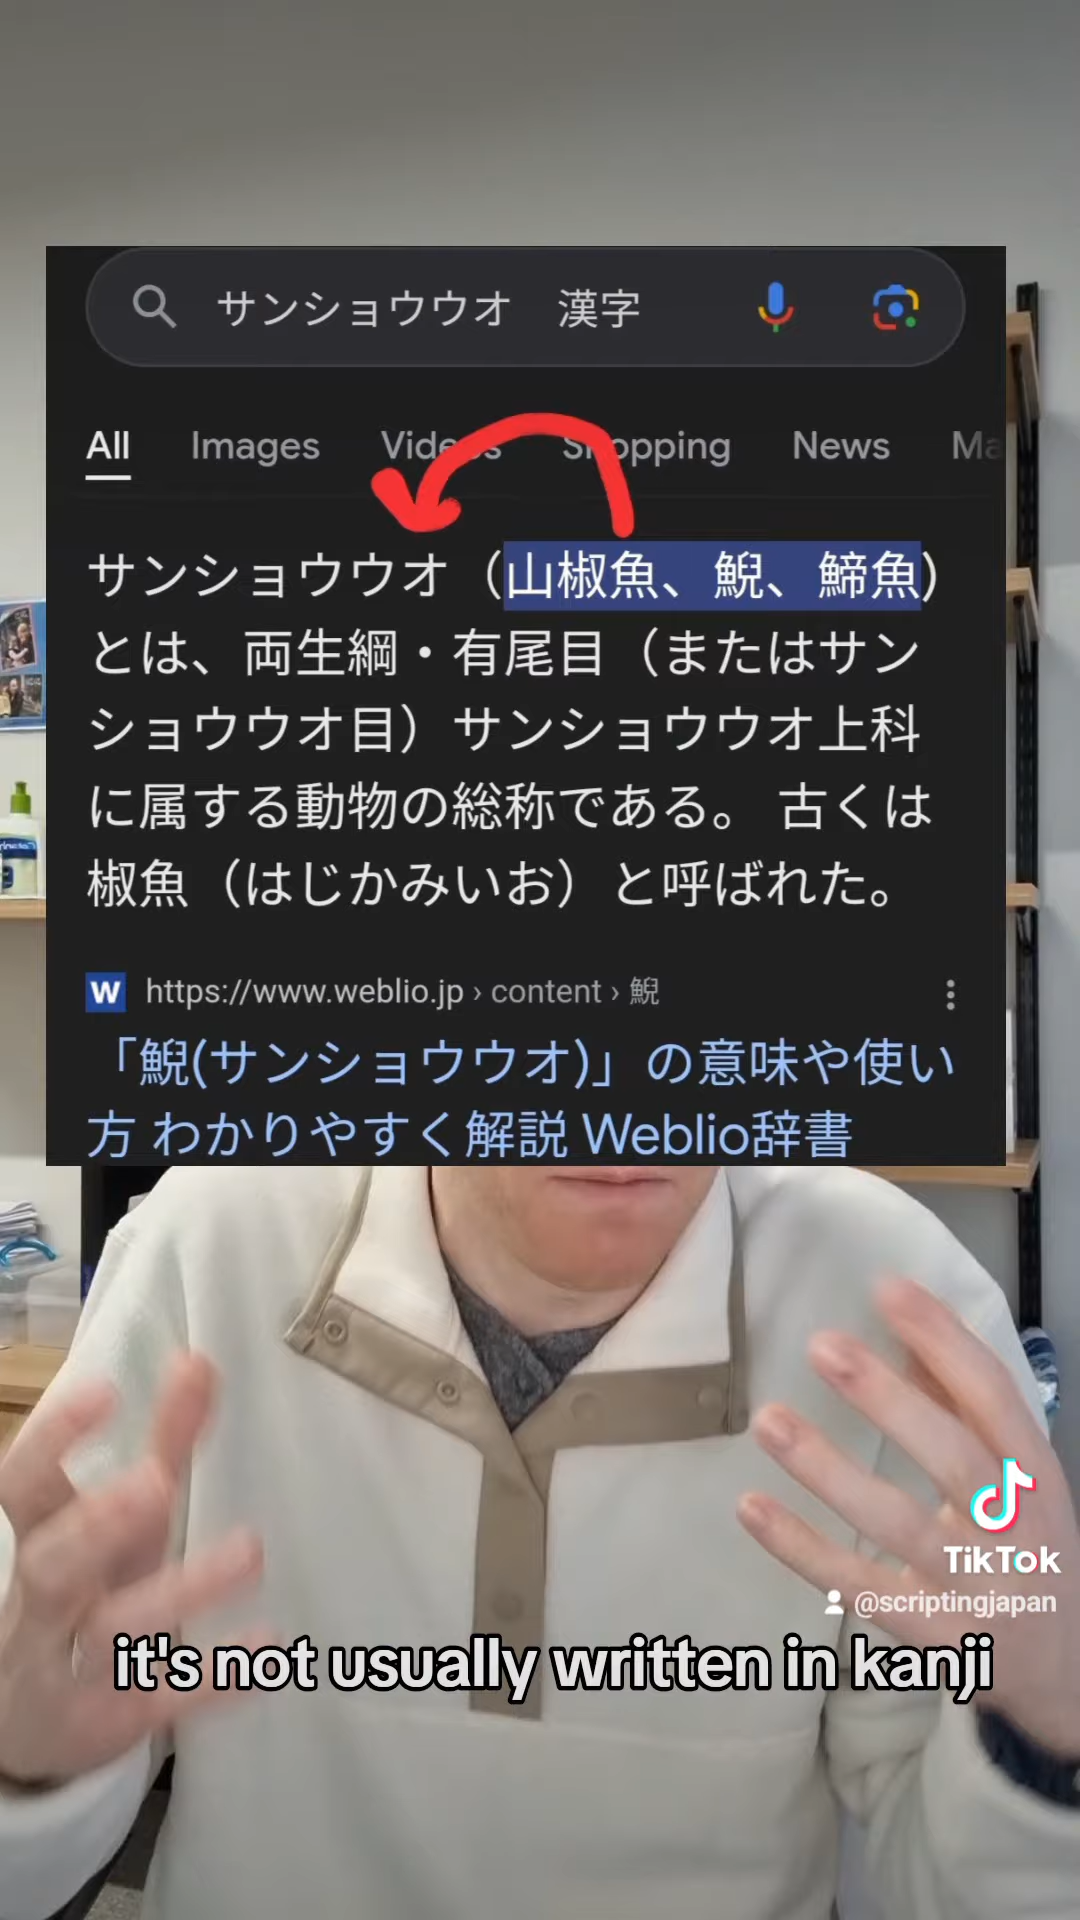 サンショウウオ　漢字
All Images Videos Shopping News Ma
サンショウウオ（山椒魚、鯢、鯑魚)
とは、両生綱・有尾目（またはサン
ショウウオ目）サンショウウオ上科
に属する動物の総称である。 古くは
椒魚（はじかみいお）と呼ばれた。
W https://www.weblio.jp › content › 鯢
「鯢(サンショウウオ)」の意味や使い
方 わかりやすく解説 Weblio辞書
TikTok
@scriptingjapan
it's not usually written in kanji